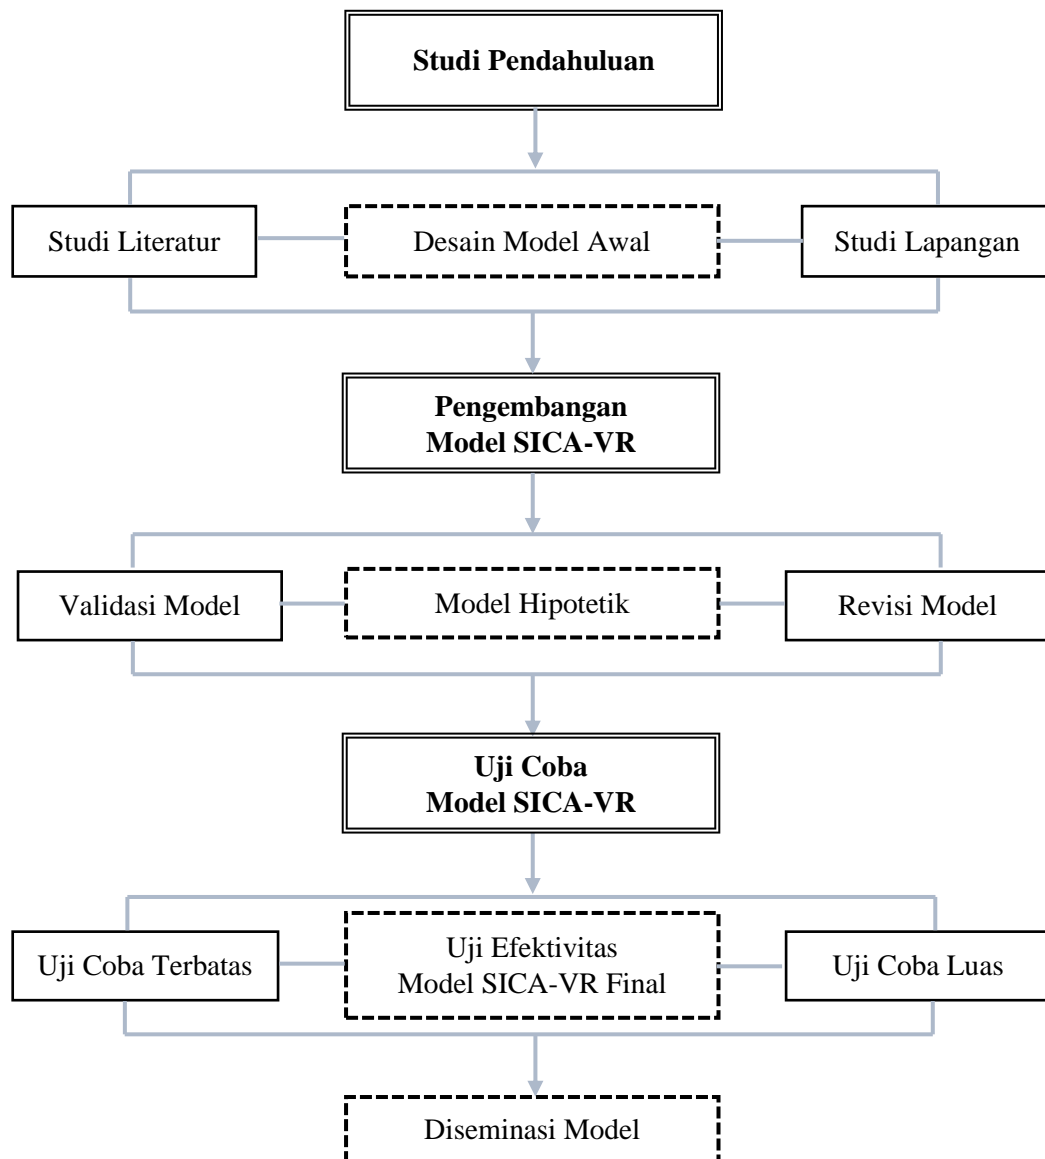 Studi Pendahuluan
Studi Literatur
Desain Model Awal
Studi Lapangan
Pengembangan
Model SICA-VR
Validasi Model
Model Hipotetik
Revisi Model
Uji Coba
Model SICA-VR
Uji Coba Terbatas
Uji Efektivitas
Model SICA-VR Final
Uji Coba Luas
Diseminasi Model